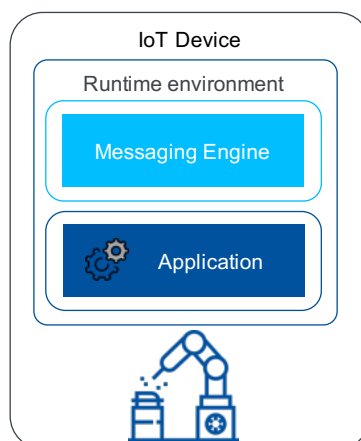 IoT Device
Runtime environment
Messaging Engine
Application